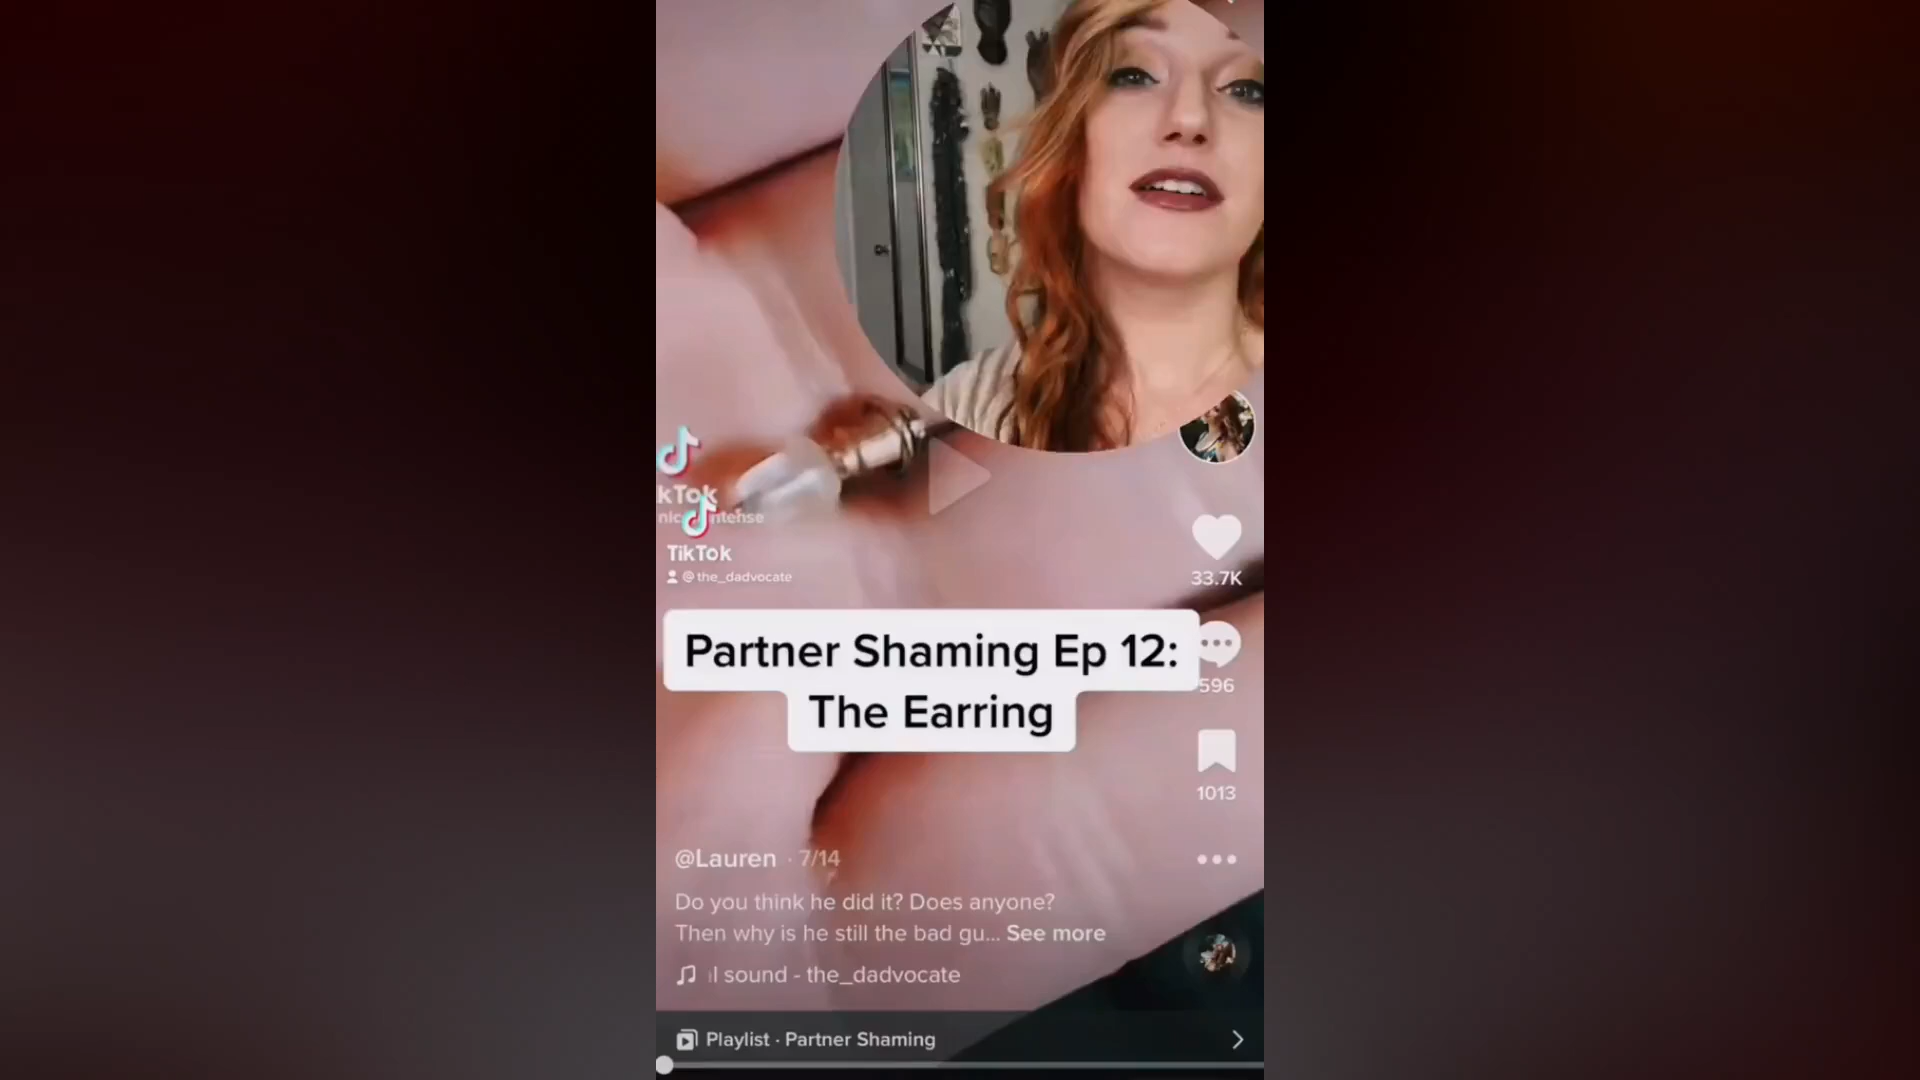 kTok
TikTok
@the_dadvocate
33.7K
Partner Shaming Ep 12:
The Earring
596
1013
@Lauren · 7/14
Do you think he did it? Does anyone?
Then why is he still the bad gu... See more
l sound - the_dadvocate
Playlist · Partner Shaming